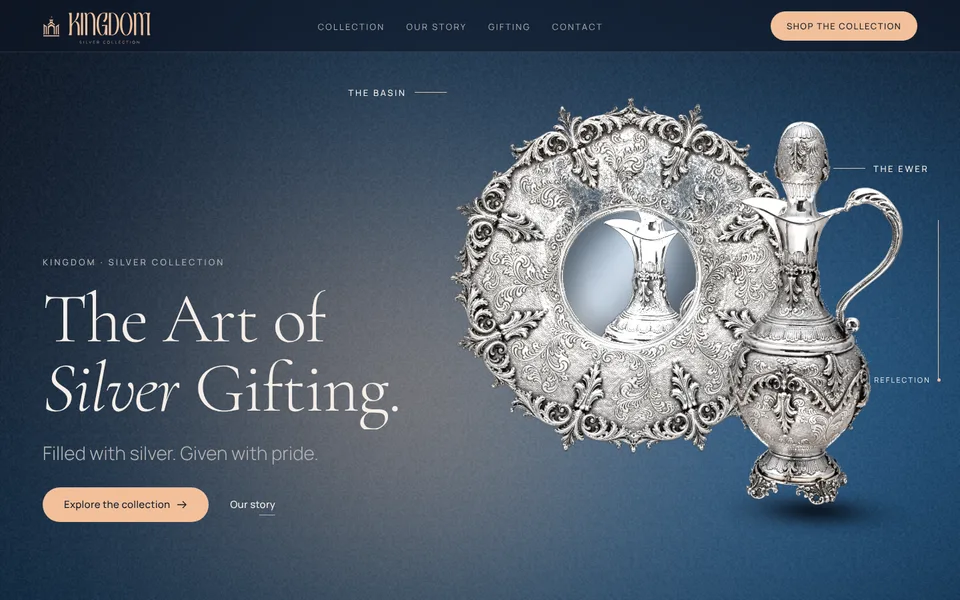 KINGDOM
SILVER COLLECTION
COLLECTION
OUR STORY
GIFTING
CONTACT
SHOP THE COLLECTION
THE BASIN
THE EWER
KINGDOM · SILVER COLLECTION
The Art of
Silver Gifting.
REFLECTION
Filled with silver. Given with pride.
Explore the collection →
Our story